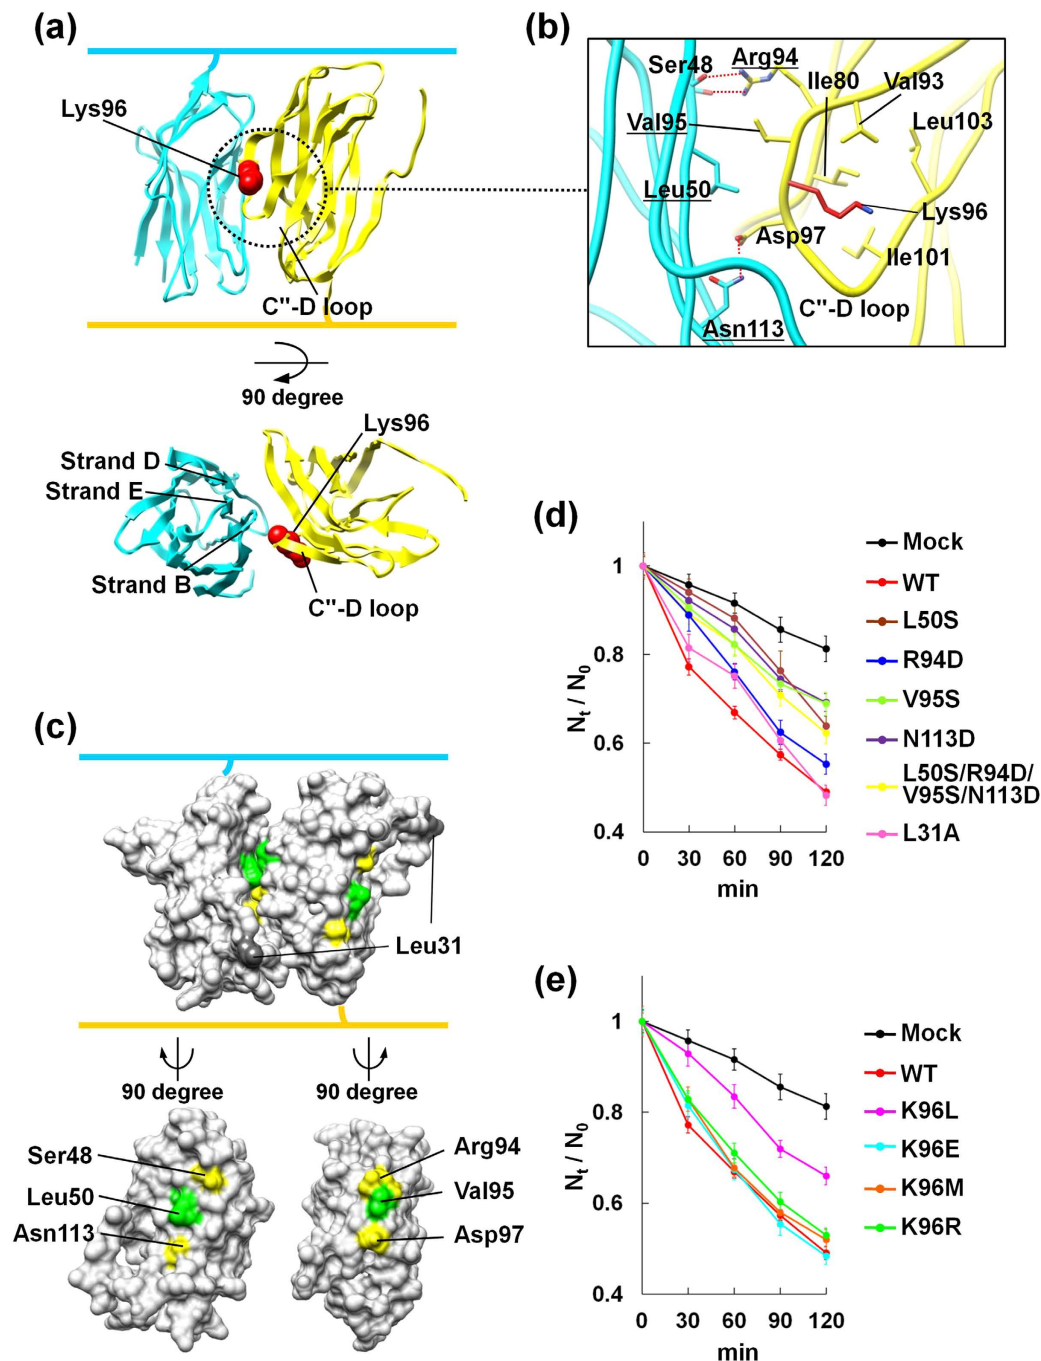 (a)
Lys96
C"-D loop
90 degree
Lys96
Strand D
Strand E
Strand B
C"-D loop
(b)
Ser48
Arg94
Ile80
Val93
Val95
Leu103
Leu50
Lys96
Asp97
Ile101
Asn113
C"-D loop
(c)
Leu31
90 degree
90 degree
Ser48
Leu50
Asn113
Arg94
Val95
Asp97
(d)
Nt / N0
1
0.8
0.6
0.4
0 30 60 90 120
min
Mock
WT
L50S
R94D
V95S
N113D
L50S/R94D/
V95S/N113D
L31A
(e)
Nt / N0
1
0.8
0.6
0.4
0 30 60 90 120
min
Mock
WT
K96L
K96E
K96M
K96R